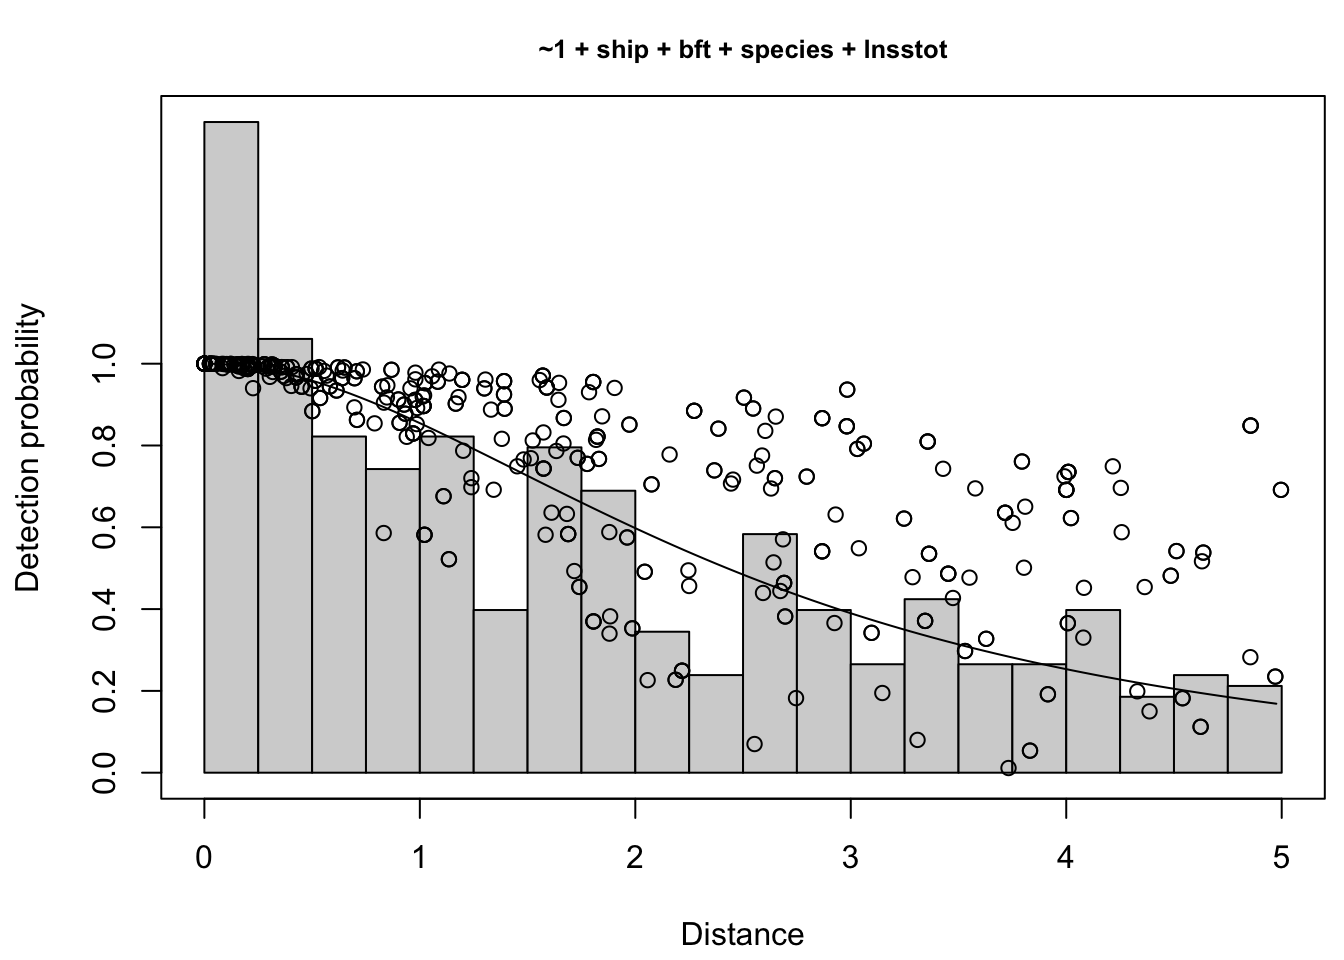 ~1 + ship + bft + species + lnsstot
Detection probability
1.0
0.8
0.6
0.4
0.2
0.0
0 1 2 3 4 5
Distance